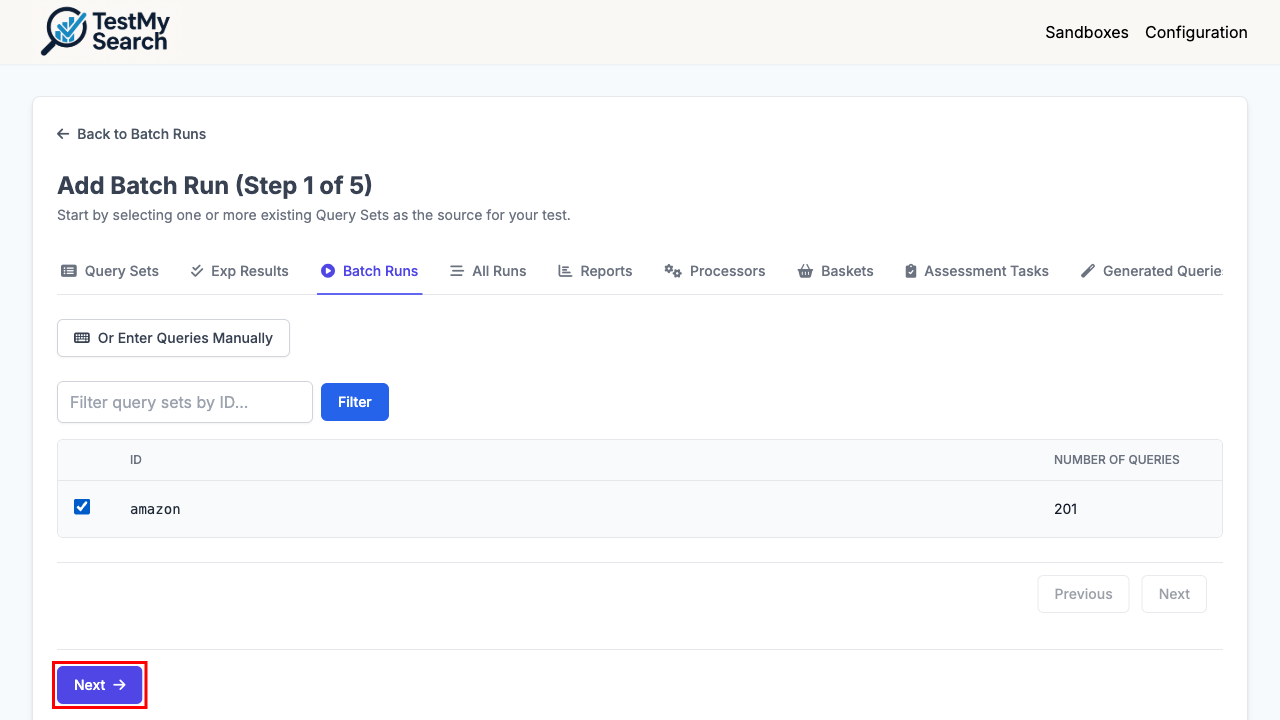 TestMy
Search
Sandboxes Configuration
Back to Batch Runs
Add Batch Run (Step 1 of 5)
Start by selecting one or more existing Query Sets as the source for your test.
Query Sets Exp Results Batch Runs All Runs Reports Processors Baskets Assessment Tasks Generated Querie
Or Enter Queries Manually
Filter query sets by ID... Filter
ID NUMBER OF QUERIES
amazon 201
Previous Next
Next